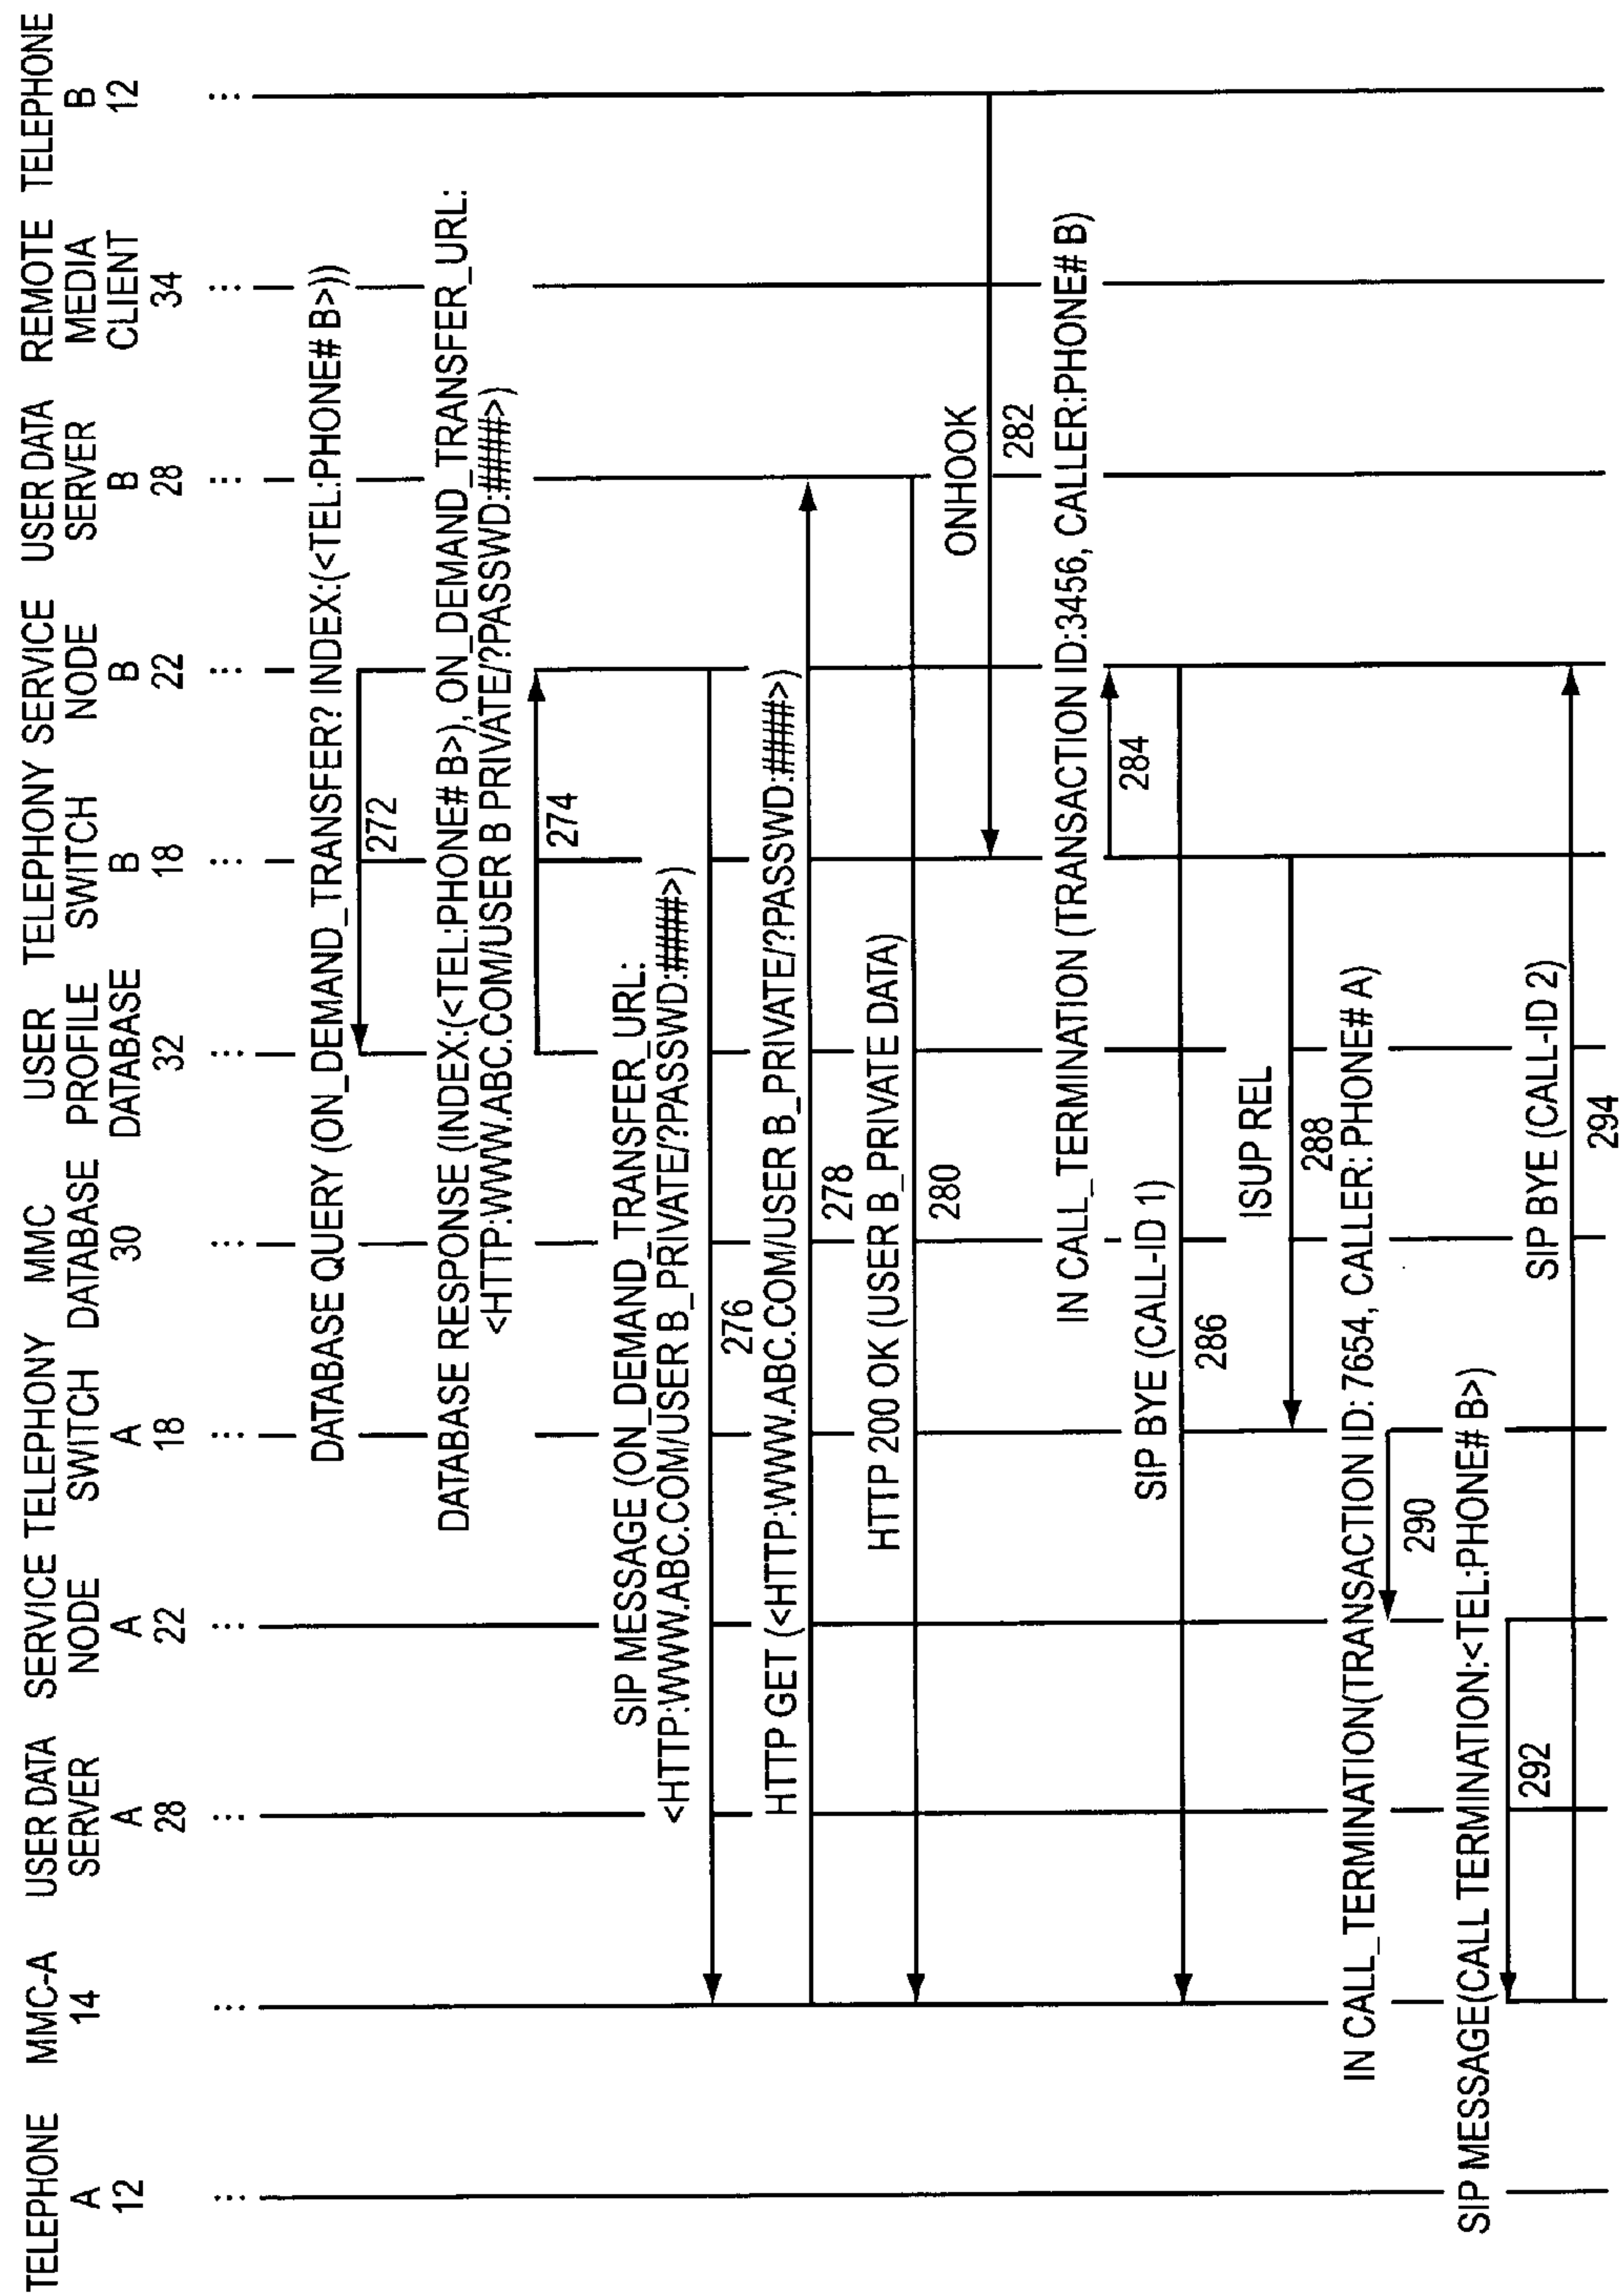 TELEPHONE
A
12
MMC-A
14
USER DATA
SERVER
A
28
SERVICE
NODE
A
22
TELEPHONY
SWITCH
A
18
MMC
DATABASE
30
USER
PROFILE
DATABASE
32
TELEPHONY
SWITCH
B
18
SERVICE
NODE
B
22
USER DATA
SERVER
B
28
REMOTE
MEDIA
CLIENT
34
TELEPHONE
B
12
DATABASE QUERY (ON_DEMAND_TRANSFER? INDEX:(<TEL:PHONE# B>))
272
DATABASE RESPONSE (INDEX:(<TEL:PHONE# B>), ON_DEMAND_TRANSFER_URL:
<HTTP:WWW.ABC.COM/USER B PRIVATE/?PASSWD:####>)
274
SIP MESSAGE (ON_DEMAND_TRANSFER_URL:
<HTTP:WWW.ABC.COM/USER B_PRIVATE/?PASSWD:####>)
276
HTTP GET (<HTTP:WWW.ABC.COM/USER B_PRIVATE/?PASSWD:####>)
278
HTTP 200 OK (USER B_PRIVATE DATA)
280
ONHOOK
282
IN CALL_TERMINATION (TRANSACTION ID:3456, CALLER:PHONE# B)
284
SIP BYE (CALL-ID 1)
286
ISUP REL
288
IN CALL_TERMINATION(TRANSACTION ID: 7654, CALLER: PHONE# A)
290
SIP MESSAGE(CALL TERMINATION:<TEL:PHONE# B>)
292
SIP BYE (CALL-ID 2)
294